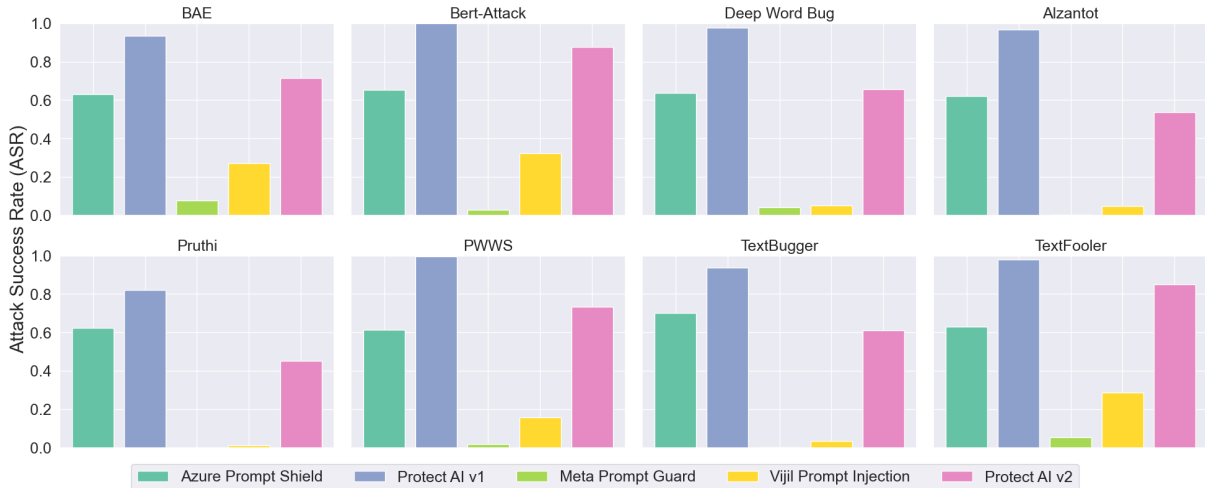 BAE
Bert-Attack
Deep Word Bug
Alzantot
1.0
0.8
0.6
0.4
0.2
0.0
Attack Success Rate (ASR)
Pruthi
PWWS
TextBugger
TextFooler
1.0
0.8
0.6
0.4
0.2
0.0
Azure Prompt Shield
Protect AI v1
Meta Prompt Guard
Vijil Prompt Injection
Protect AI v2